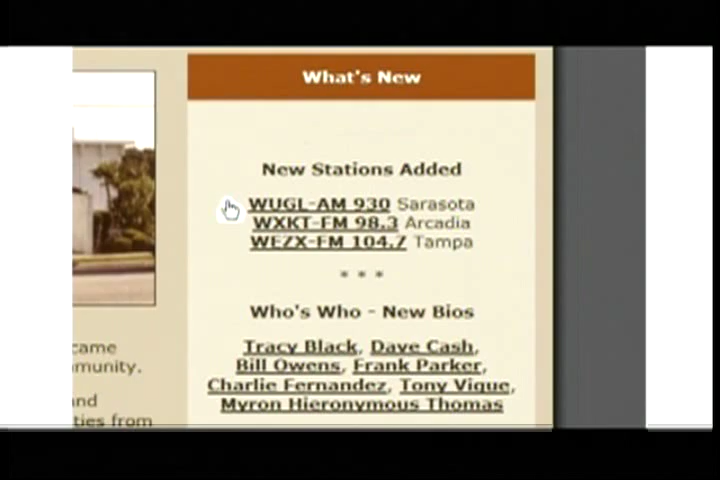 What's New
New Stations Added
WUGL-AM 930 Sarasota
WXKT-FM 98.3 Arcadia
WEZX-FM 104.7 Tampa
* * *
Who's Who - New Bios
Tracy Black, Dave Cash,
Bill Owens, Frank Parker,
Charlie Fernandez, Tony Vique,
Myron Hieronymous Thomas
came
munity.
and
ties from